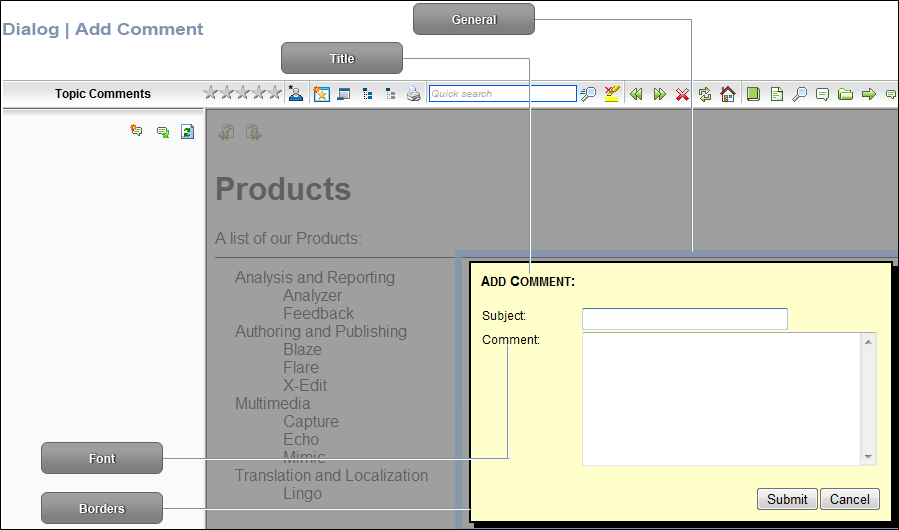 General
Dialog | Add Comment
Title
Topic Comments
Quick search
Products
A list of our Products:
Analysis and Reporting
Analyzer
Feedback
Authoring and Publishing
Blaze
Flare
X-Edit
Multimedia
Capture
Echo
Mimic
Translation and Localization
Lingo
ADD COMMENT:
Subject:
Comment:
Submit
Cancel
Font
Borders